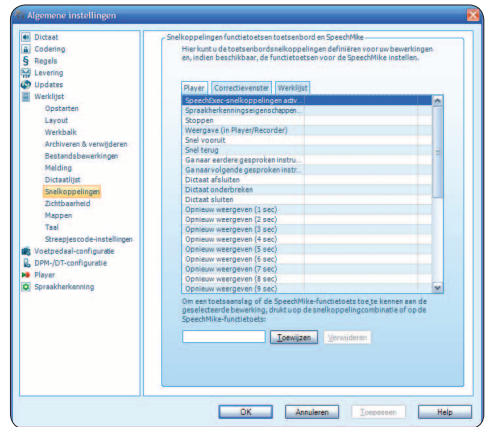 Algemene instellingen
Dictaat
Codering
Regels
Levering
Updates
Werklijst
Opstarten
Layout
Werkbalk
Archiveren & verwijderen
Bestandsbewerkingen
Melding
Dictaatlijst
Snelkoppelingen
Zichtbaarheid
Mappen
Taal
Streepjescode-instellingen
Voetpedaal-configuratie
DPM-/DT-configuratie
Player
Spraakherkenning
Snelkoppelingen functietoetsen toetsenbord en SpeechMike
Hier kunt u de toetsenbordsnelkoppelingen definiëren voor uw bewerkingen
en, indien beschikbaar, de functietoetsen voor de SpeechMike instellen.
Player Correctievenster Werklijst
SpeechExec-snelkoppelingen activ...
Spraakherkenningseigenschappen...
Stoppen
Weergave (in Player/Recorder)
Snel vooruit
Snel terug
Ga naar eerdere gesproken instru...
Ga naar volgende gesproken instr...
Dictaat afsluiten
Dictaat onderbreken
Dictaat sluiten
Opnieuw weergeven (1 sec)
Opnieuw weergeven (2 sec)
Opnieuw weergeven (3 sec)
Opnieuw weergeven (4 sec)
Opnieuw weergeven (5 sec)
Opnieuw weergeven (6 sec)
Opnieuw weergeven (7 sec)
Opnieuw weergeven (8 sec)
Opnieuw weergeven (9 sec)
Om een toetsaanslag of de SpeechMike-functietoets toe te kennen aan de
geselecteerde bewerking, drukt u op de snelkoppelingcombinatie of op de
SpeechMike-functietoets:
Toewijzen Verwijderen
OK Annuleren Toepassen Help